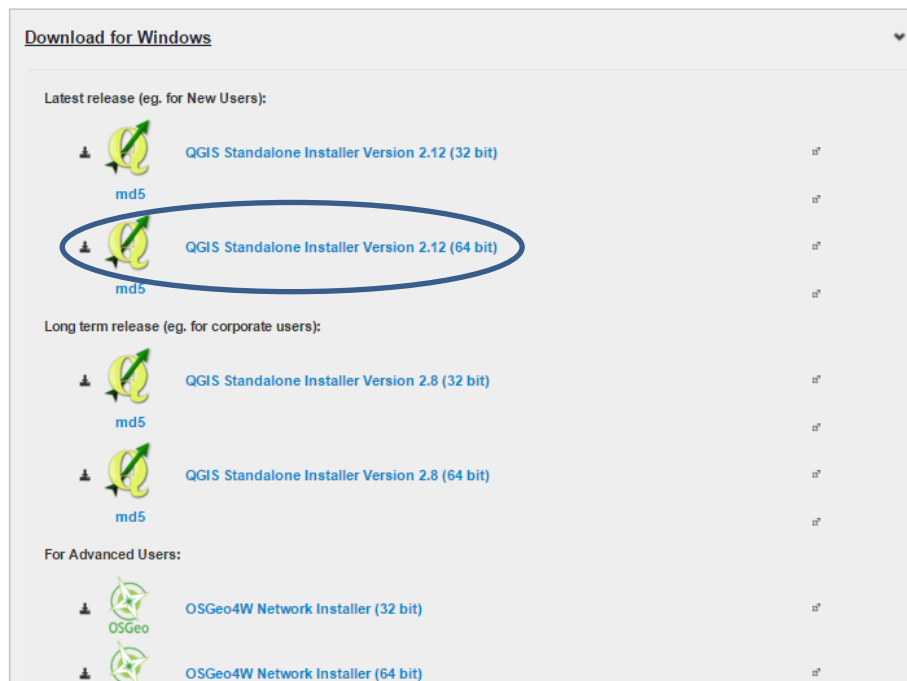 Download for Windows
Latest release (eg. for New Users):
QGIS Standalone Installer Version 2.12 (32 bit)
md5
QGIS Standalone Installer Version 2.12 (64 bit)
md5
Long term release (eg. for corporate users):
QGIS Standalone Installer Version 2.8 (32 bit)
md5
QGIS Standalone Installer Version 2.8 (64 bit)
md5
For Advanced Users:
OSGeo4W Network Installer (32 bit)
OSGeo
OSGeo4W Network Installer (64 bit)